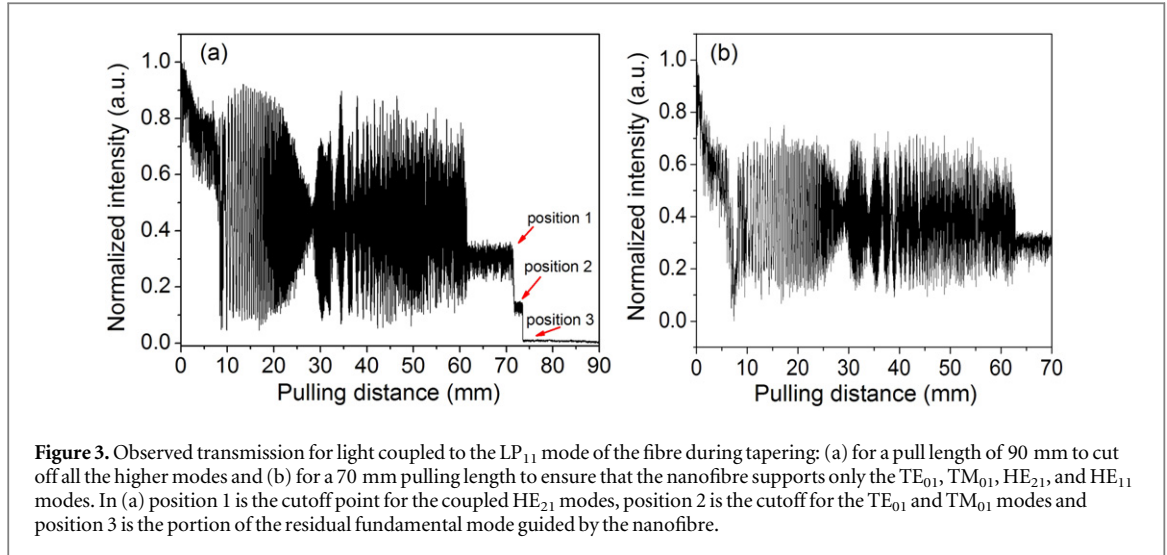 (a)
Normalized intensity (a.u.)
1.0
0.8
0.6
0.4
0.2
0.0
position 1
position 2
position 3
0 10 20 30 40 50 60 70 80 90
Pulling distance (mm)
(b)
Normalized intensity (a.u.)
1.0
0.8
0.6
0.4
0.2
0.0
0 10 20 30 40 50 60 70
Pulling distance (mm)
Figure 3. Observed transmission for light coupled to the LP₁₁ mode of the fibre during tapering: (a) for a pull length of 90 mm to cut
off all the higher modes and (b) for a 70 mm pulling length to ensure that the nanofibre supports only the TE₀₁, TM₀₁, HE₂₁, and HE₁₁
modes. In (a) position 1 is the cutoff point for the coupled HE₂₁ modes, position 2 is the cutoff for the TE₀₁ and TM₀₁ modes and
position 3 is the portion of the residual fundamental mode guided by the nanofibre.